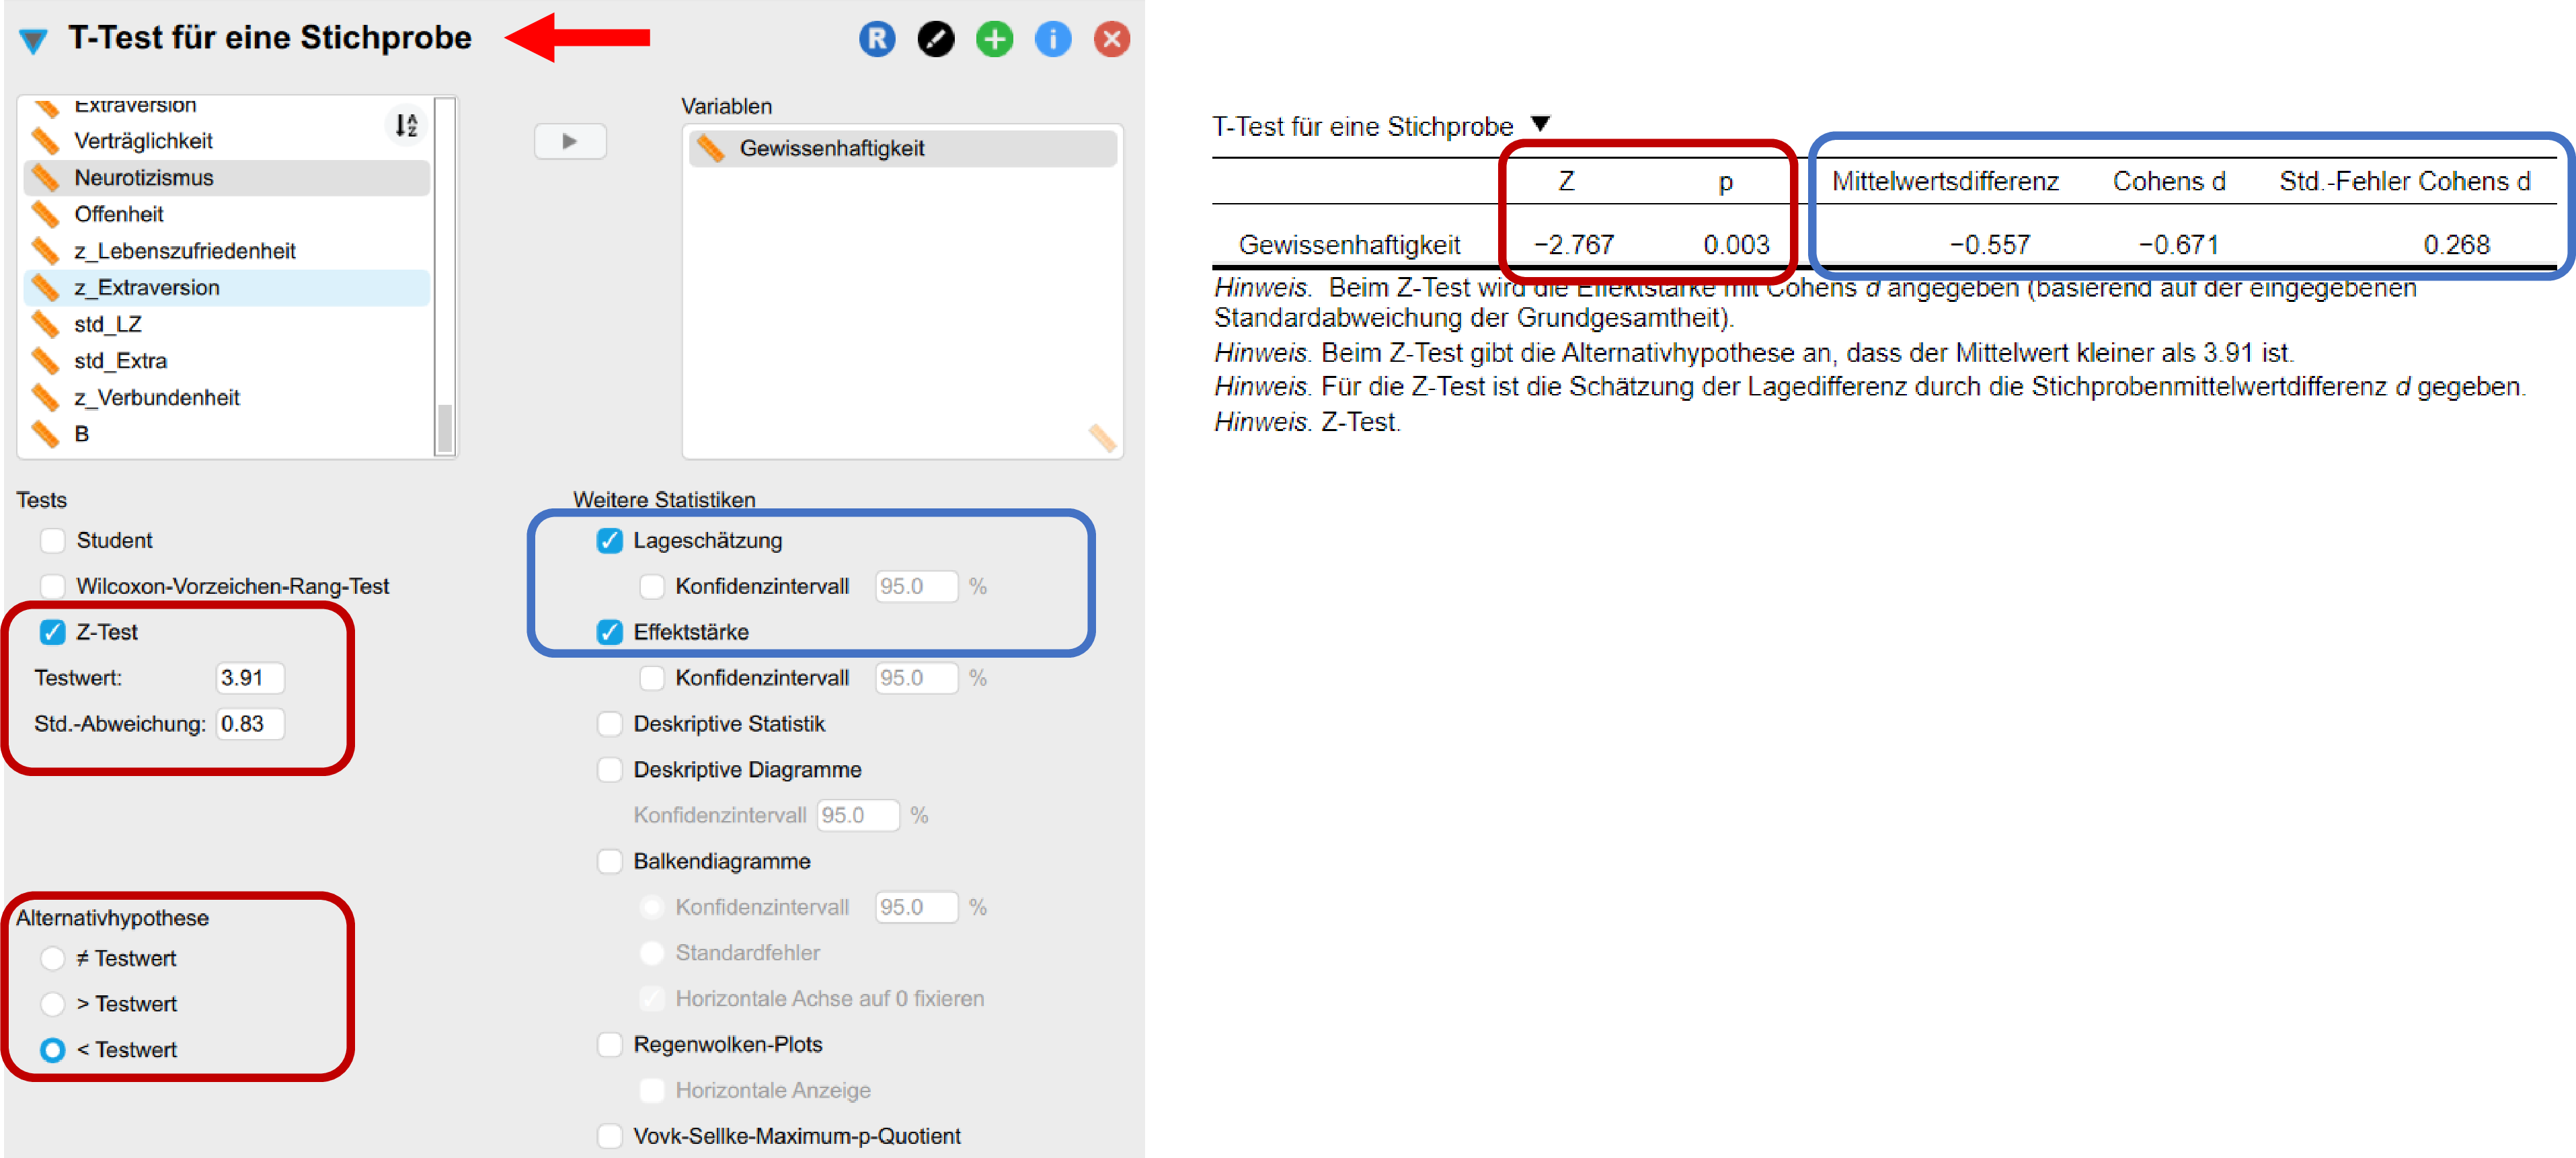 T-Test für eine Stichprobe
R
i
Extraversion
Verträglichkeit
Neurotizismus
Offenheit
z_Lebenszufriedenheit
z_Extraversion
std_LZ
std_Extra
z_Verbundenheit
B
A
Z
Variablen
Gewissenhaftigkeit
Tests
Student
Wilcoxon-Vorzeichen-Rang-Test
Z-Test
Testwert: 3.91
Std.-Abweichung: 0.83
Alternativhypothese
≠ Testwert
> Testwert
< Testwert
Weitere Statistiken
Lageschätzung
Konfidenzintervall 95.0 %
Effektstärke
Konfidenzintervall 95.0 %
Deskriptive Statistik
Deskriptive Diagramme
Konfidenzintervall 95.0 %
Balkendiagramme
Konfidenzintervall 95.0 %
Standardfehler
Horizontale Achse auf 0 fixieren
Regenwolken-Plots
Horizontale Anzeige
Vovk-Sellke-Maximum-p-Quotient
T-Test für eine Stichprobe ▼
Z p Mittelwertsdifferenz Cohens d Std.-Fehler Cohens d
Gewissenhaftigkeit −2.767 0.003 −0.557 −0.671 0.268
Hinweis. Beim Z-Test wird die Effektstärke mit Cohens d angegeben (basierend auf der eingegebenen
Standardabweichung der Grundgesamtheit).
Hinweis. Beim Z-Test gibt die Alternativhypothese an, dass der Mittelwert kleiner als 3.91 ist.
Hinweis. Für die Z-Test ist die Schätzung der Lagedifferenz durch die Stichprobenmittelwertdifferenz d gegeben.
Hinweis. Z-Test.